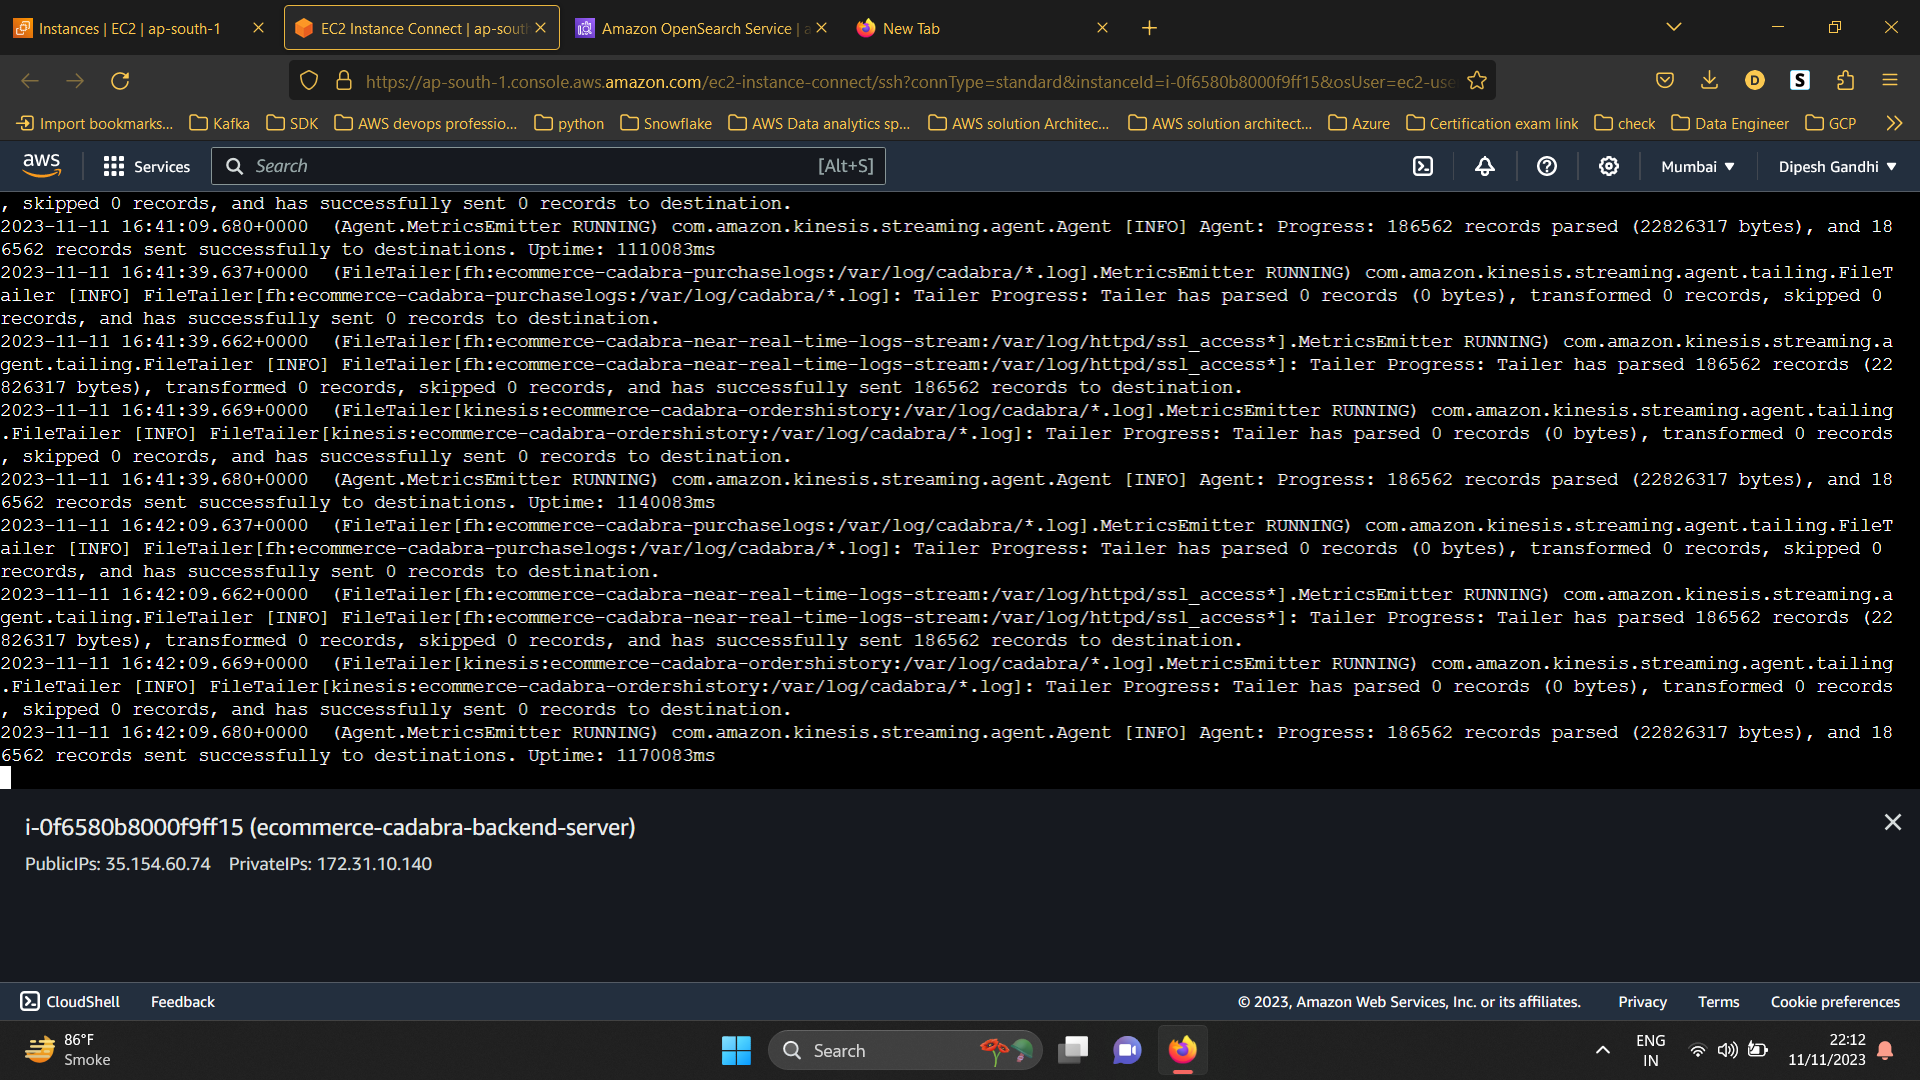 Instances | EC2 | ap-south-1
EC2 Instance Connect | ap-sout
Amazon OpenSearch Service | a
New Tab
https://ap-south-1.console.aws.amazon.com/ec2-instance-connect/ssh?connType=standard&instanceId=i-0f6580b8000f9ff15&osUser=ec2-use
Import bookmarks...
Kafka
SDK
AWS devops professio...
python
Snowflake
AWS Data analytics sp...
AWS solution Architec...
AWS solution architect...
Azure
Certification exam link
check
Data Engineer
GCP
aws
Services
Search
[Alt+S]
Mumbai
Dipesh Gandhi
, skipped 0 records, and has successfully sent 0 records to destination.
2023-11-11 16:41:09.680+0000  (Agent.MetricsEmitter RUNNING) com.amazon.kinesis.streaming.agent.Agent [INFO] Agent: Progress: 186562 records parsed (22826317 bytes), and 18
6562 records sent successfully to destinations. Uptime: 1110083ms
2023-11-11 16:41:39.637+0000  (FileTailer[fh:ecommerce-cadabra-purchaselogs:/var/log/cadabra/*.log].MetricsEmitter RUNNING) com.amazon.kinesis.streaming.agent.tailing.FileT
ailer [INFO] FileTailer[fh:ecommerce-cadabra-purchaselogs:/var/log/cadabra/*.log]: Tailer Progress: Tailer has parsed 0 records (0 bytes), transformed 0 records, skipped 0
records, and has successfully sent 0 records to destination.
2023-11-11 16:41:39.662+0000  (FileTailer[fh:ecommerce-cadabra-near-real-time-logs-stream:/var/log/httpd/ssl_access*].MetricsEmitter RUNNING) com.amazon.kinesis.streaming.a
gent.tailing.FileTailer [INFO] FileTailer[fh:ecommerce-cadabra-near-real-time-logs-stream:/var/log/httpd/ssl_access*]: Tailer Progress: Tailer has parsed 186562 records (22
826317 bytes), transformed 0 records, skipped 0 records, and has successfully sent 186562 records to destination.
2023-11-11 16:41:39.669+0000  (FileTailer[kinesis:ecommerce-cadabra-ordershistory:/var/log/cadabra/*.log].MetricsEmitter RUNNING) com.amazon.kinesis.streaming.agent.tailing
.FileTailer [INFO] FileTailer[kinesis:ecommerce-cadabra-ordershistory:/var/log/cadabra/*.log]: Tailer Progress: Tailer has parsed 0 records (0 bytes), transformed 0 records
, skipped 0 records, and has successfully sent 0 records to destination.
2023-11-11 16:41:39.680+0000  (Agent.MetricsEmitter RUNNING) com.amazon.kinesis.streaming.agent.Agent [INFO] Agent: Progress: 186562 records parsed (22826317 bytes), and 18
6562 records sent successfully to destinations. Uptime: 1140083ms
2023-11-11 16:42:09.637+0000  (FileTailer[fh:ecommerce-cadabra-purchaselogs:/var/log/cadabra/*.log].MetricsEmitter RUNNING) com.amazon.kinesis.streaming.agent.tailing.FileT
ailer [INFO] FileTailer[fh:ecommerce-cadabra-purchaselogs:/var/log/cadabra/*.log]: Tailer Progress: Tailer has parsed 0 records (0 bytes), transformed 0 records, skipped 0
records, and has successfully sent 0 records to destination.
2023-11-11 16:42:09.662+0000  (FileTailer[fh:ecommerce-cadabra-near-real-time-logs-stream:/var/log/httpd/ssl_access*].MetricsEmitter RUNNING) com.amazon.kinesis.streaming.a
gent.tailing.FileTailer [INFO] FileTailer[fh:ecommerce-cadabra-near-real-time-logs-stream:/var/log/httpd/ssl_access*]: Tailer Progress: Tailer has parsed 186562 records (22
826317 bytes), transformed 0 records, skipped 0 records, and has successfully sent 186562 records to destination.
2023-11-11 16:42:09.669+0000  (FileTailer[kinesis:ecommerce-cadabra-ordershistory:/var/log/cadabra/*.log].MetricsEmitter RUNNING) com.amazon.kinesis.streaming.agent.tailing
.FileTailer [INFO] FileTailer[kinesis:ecommerce-cadabra-ordershistory:/var/log/cadabra/*.log]: Tailer Progress: Tailer has parsed 0 records (0 bytes), transformed 0 records
, skipped 0 records, and has successfully sent 0 records to destination.
2023-11-11 16:42:09.680+0000  (Agent.MetricsEmitter RUNNING) com.amazon.kinesis.streaming.agent.Agent [INFO] Agent: Progress: 186562 records parsed (22826317 bytes), and 18
6562 records sent successfully to destinations. Uptime: 1170083ms
i-0f6580b8000f9ff15 (ecommerce-cadabra-backend-server)
PublicIPs: 35.154.60.74    PrivateIPs: 172.31.10.140
CloudShell
Feedback
© 2023, Amazon Web Services, Inc. or its affiliates.
Privacy
Terms
Cookie preferences
86°F
Smoke
Search
ENG
IN
22:12
11/11/2023